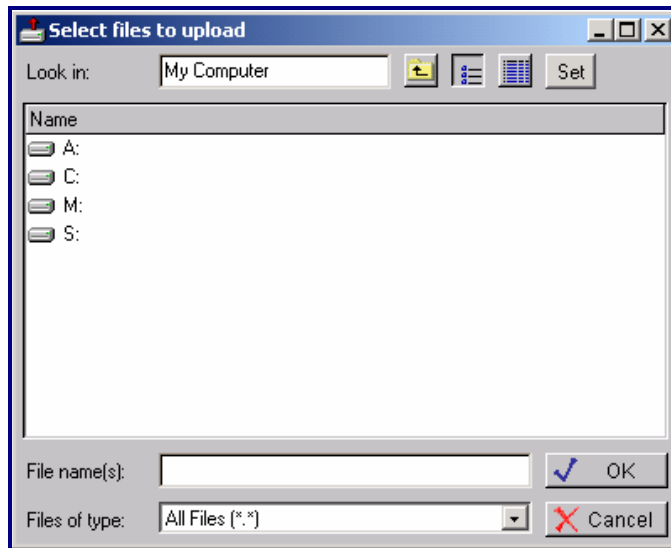 Select files to upload
Look in: My Computer Set
Name
A:
C:
M:
S:
File name(s): OK
Files of type: All Files (*.*) Cancel